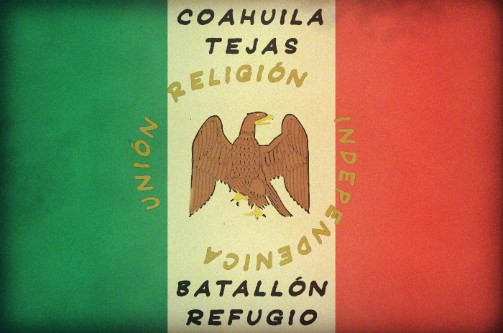 COAHUILA
TEJAS
RELIGIÓN
UNIÓN
INDEPENDENICA
BATALLÓN
REFUGIO